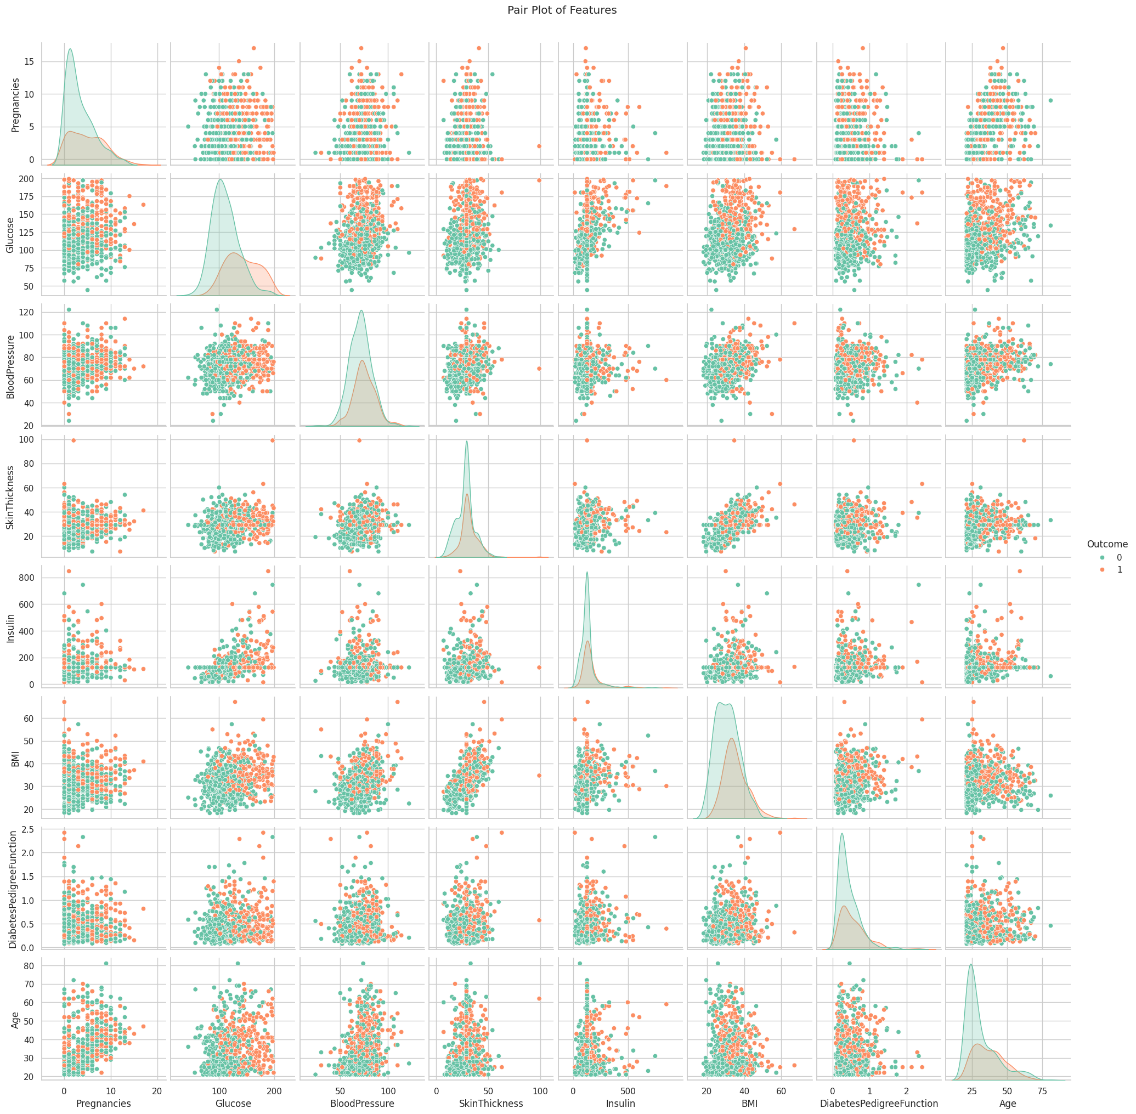 Pair Plot of Features
15
10
5
0
Pregnancies
200
175
150
125
100
75
50
Glucose
120
100
80
60
40
20
BloodPressure
100
80
60
40
20
SkinThickness
800
600
400
200
0
Insulin
60
50
40
30
20
BMI
2.5
2.0
1.5
1.0
0.5
0.0
DiabetesPedigreeFunction
80
70
60
50
40
30
20
Age
0 10 20
Pregnancies
100 200
Glucose
50 100
BloodPressure
0 50 100
SkinThickness
0 500
Insulin
20 40 60
BMI
0 1 2
DiabetesPedigreeFunction
25 50 75
Age
Outcome
0
1